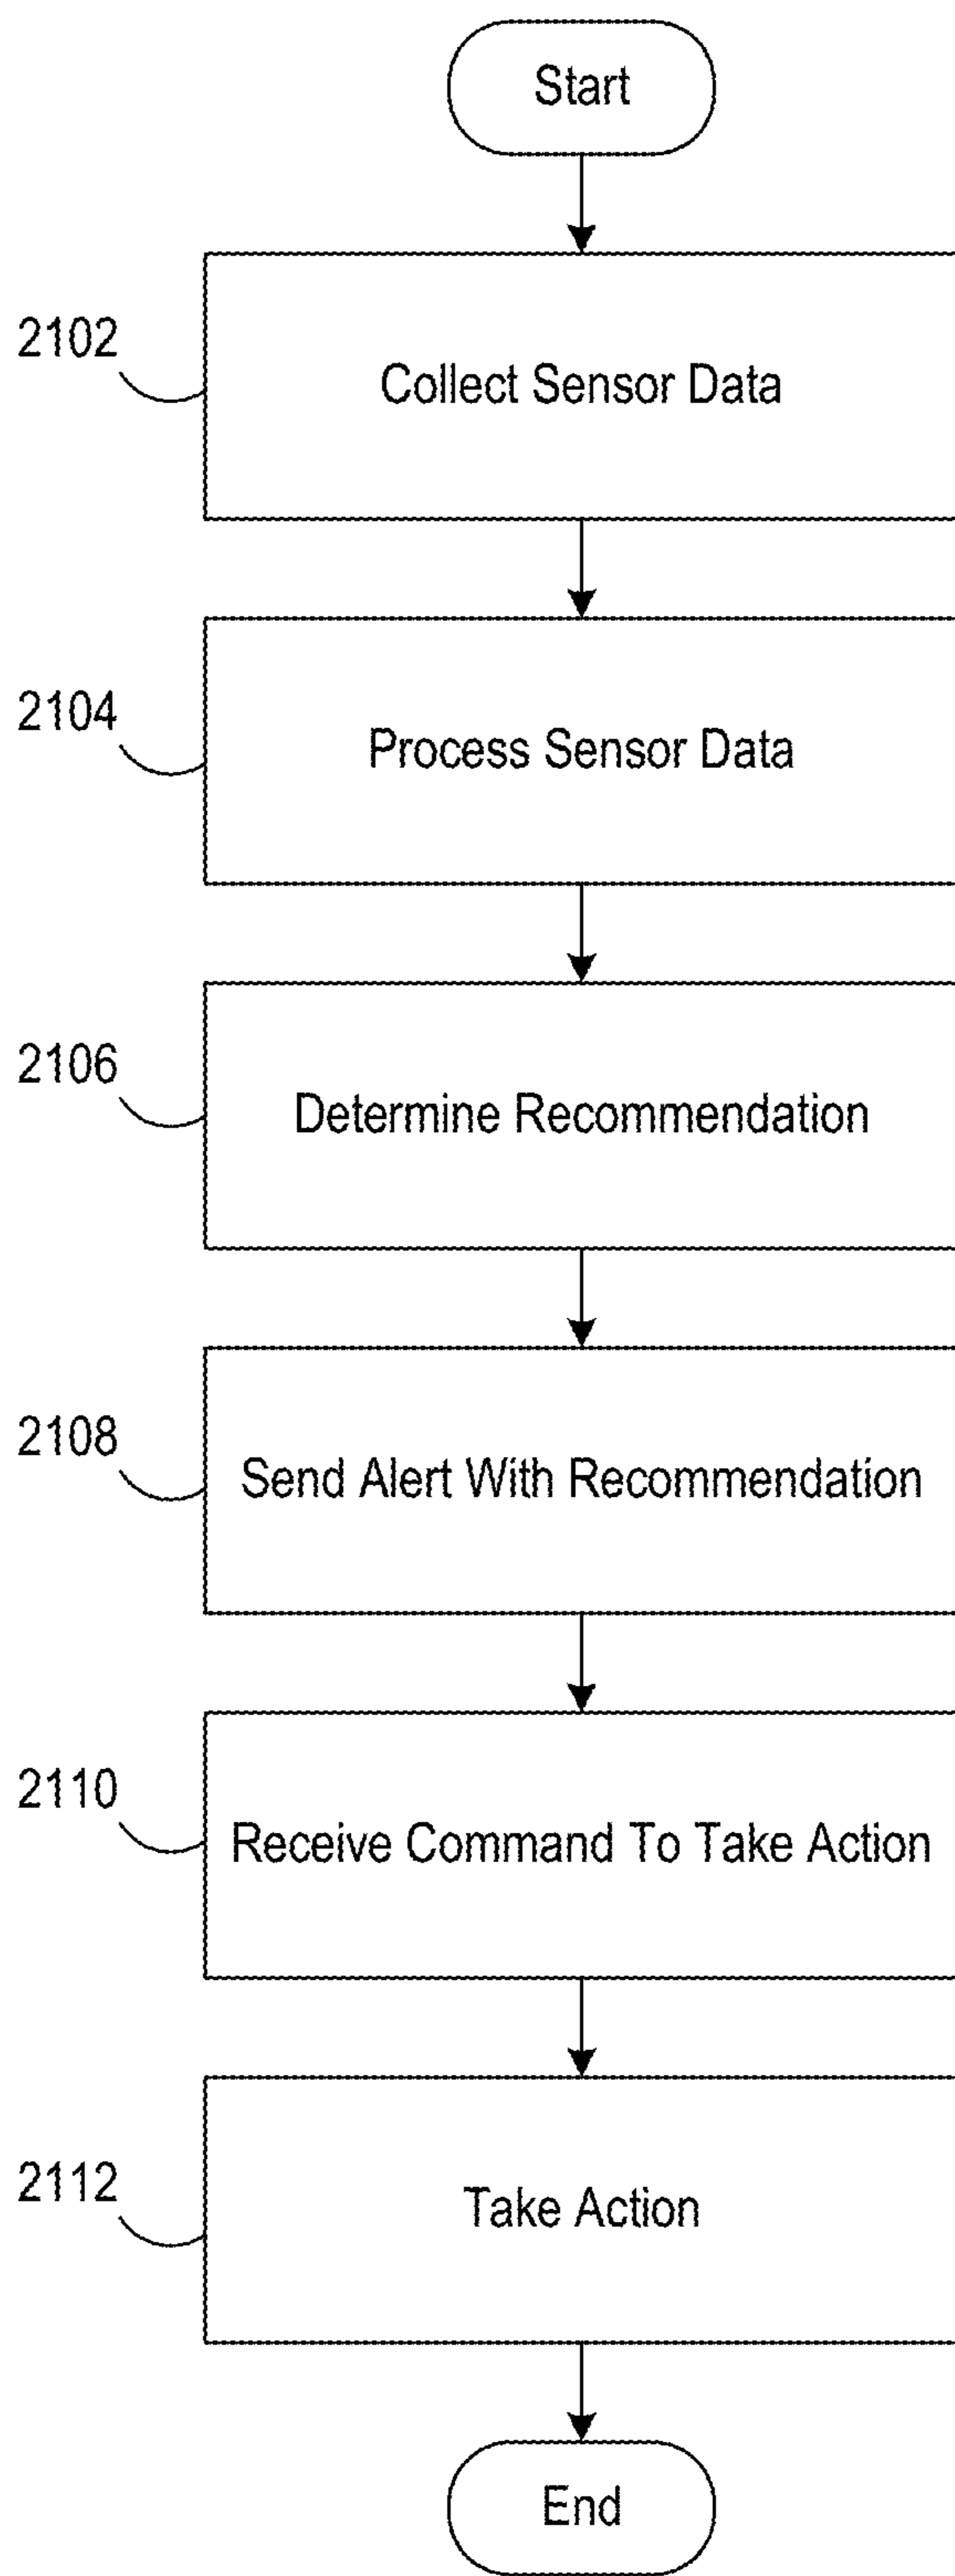 Start
2102
Collect Sensor Data
2104
Process Sensor Data
2106
Determine Recommendation
2108
Send Alert With Recommendation
2110
Receive Command To Take Action
2112
Take Action
End